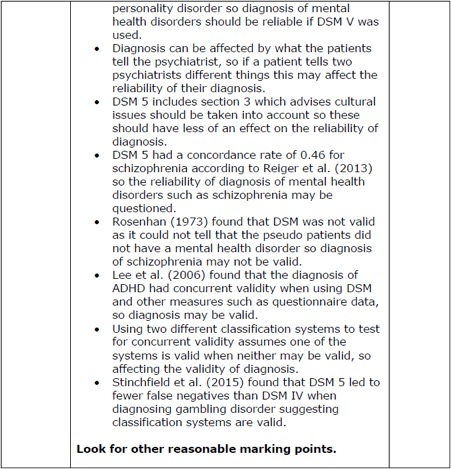 personality disorder so diagnosis of mental
health disorders should be reliable if DSM V was
used.
• Diagnosis can be affected by what the patients
tell the psychiatrist, so if a patient tells two
psychiatrists different things this may affect the
reliability of their diagnosis.
• DSM 5 includes section 3 which advises cultural
issues should be taken into account so these
should have less of an effect on the reliability of
diagnosis.
• DSM 5 had a concordance rate of 0.46 for
schizophrenia according to Reiger et al. (2013)
so the reliability of diagnosis of mental health
disorders such as schizophrenia may be
questioned.
• Rosenhan (1973) found that DSM was not valid
as it could not tell that the pseudo patients did
not have a mental health disorder so diagnosis
of schizophrenia may not be valid.
• Lee et al. (2006) found that the diagnosis of
ADHD had concurrent validity when using DSM
and other measures such as questionnaire data,
so diagnosis may be valid.
• Using two different classification systems to test
for concurrent validity assumes one of the
systems is valid when neither may be valid, so
affecting the validity of diagnosis.
• Stinchfield et al. (2015) found that DSM 5 led to
fewer false negatives than DSM IV when
diagnosing gambling disorder suggesting
classification systems are valid.
Look for other reasonable marking points.